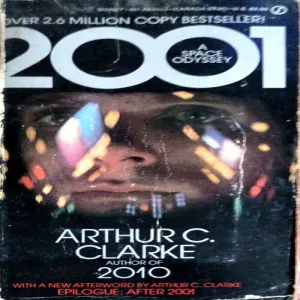 OVER 2.6 MILLION COPY BESTSELLER!
2001
A
SPACE
ODYSSEY
ARTHUR C.
CLARKE
AUTHOR OF
2010
WITH A NEW AFTERWORD BY ARTHUR C. CLARKE
EPILOGUE: AFTER 2001